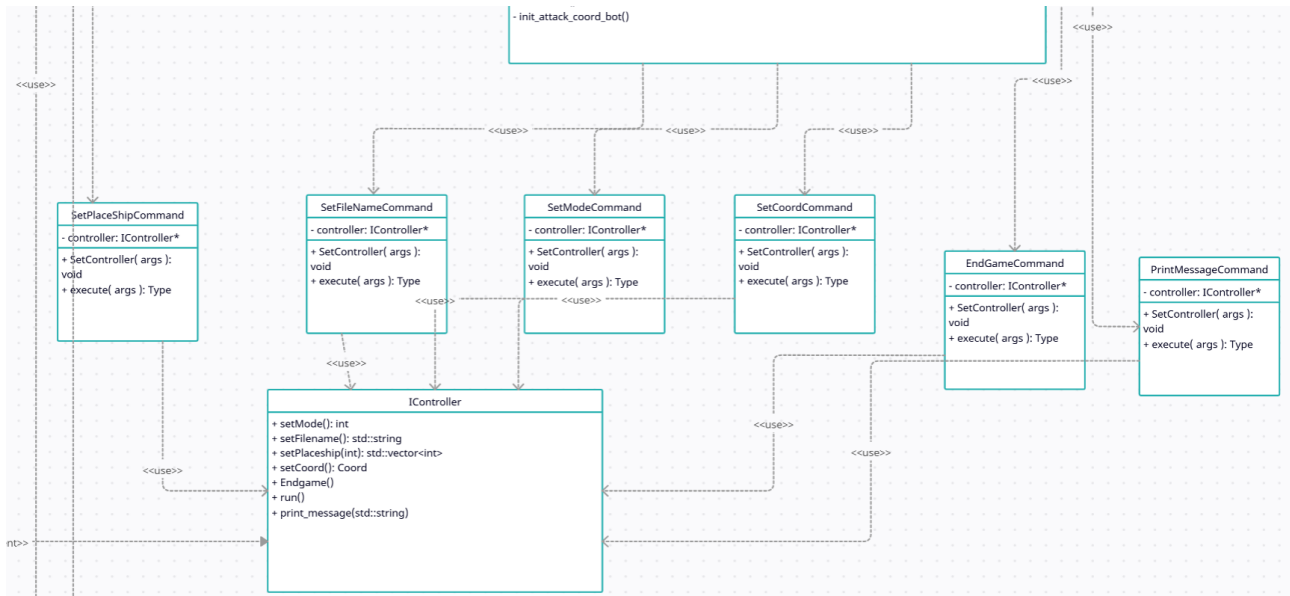 - init_attack_coord_bot()
<<use>>
<<use>>
<<use>>
<<use>>
<<use>>
<<use>>
SetPlaceShipCommand
- controller: IController*
+ SetController( args ):
void
+ execute( args ): Type
SetFileNameCommand
- controller: IController*
+ SetController( args ):
void
+ execute( args ): Type
SetModeCommand
- controller: IController*
+ SetController( args ):
void
+ execute( args ): Type
SetCoordCommand
- controller: IController*
+ SetController( args ):
void
+ execute( args ): Type
EndGameCommand
- controller: IController*
+ SetController( args ):
void
+ execute( args ): Type
PrintMessageCommand
- controller: IController*
+ SetController( args ):
void
+ execute( args ): Type
<<use>>
<<use>>
<<use>>
IController
+ setMode(): int
+ setFilename(): std::string
+ setPlaceship(int): std::vector<int>
+ setCoord(): Coord
+ Endgame()
+ run()
+ print_message(std::string)
<<use>>
<<use>>
<<use>>
nt>>